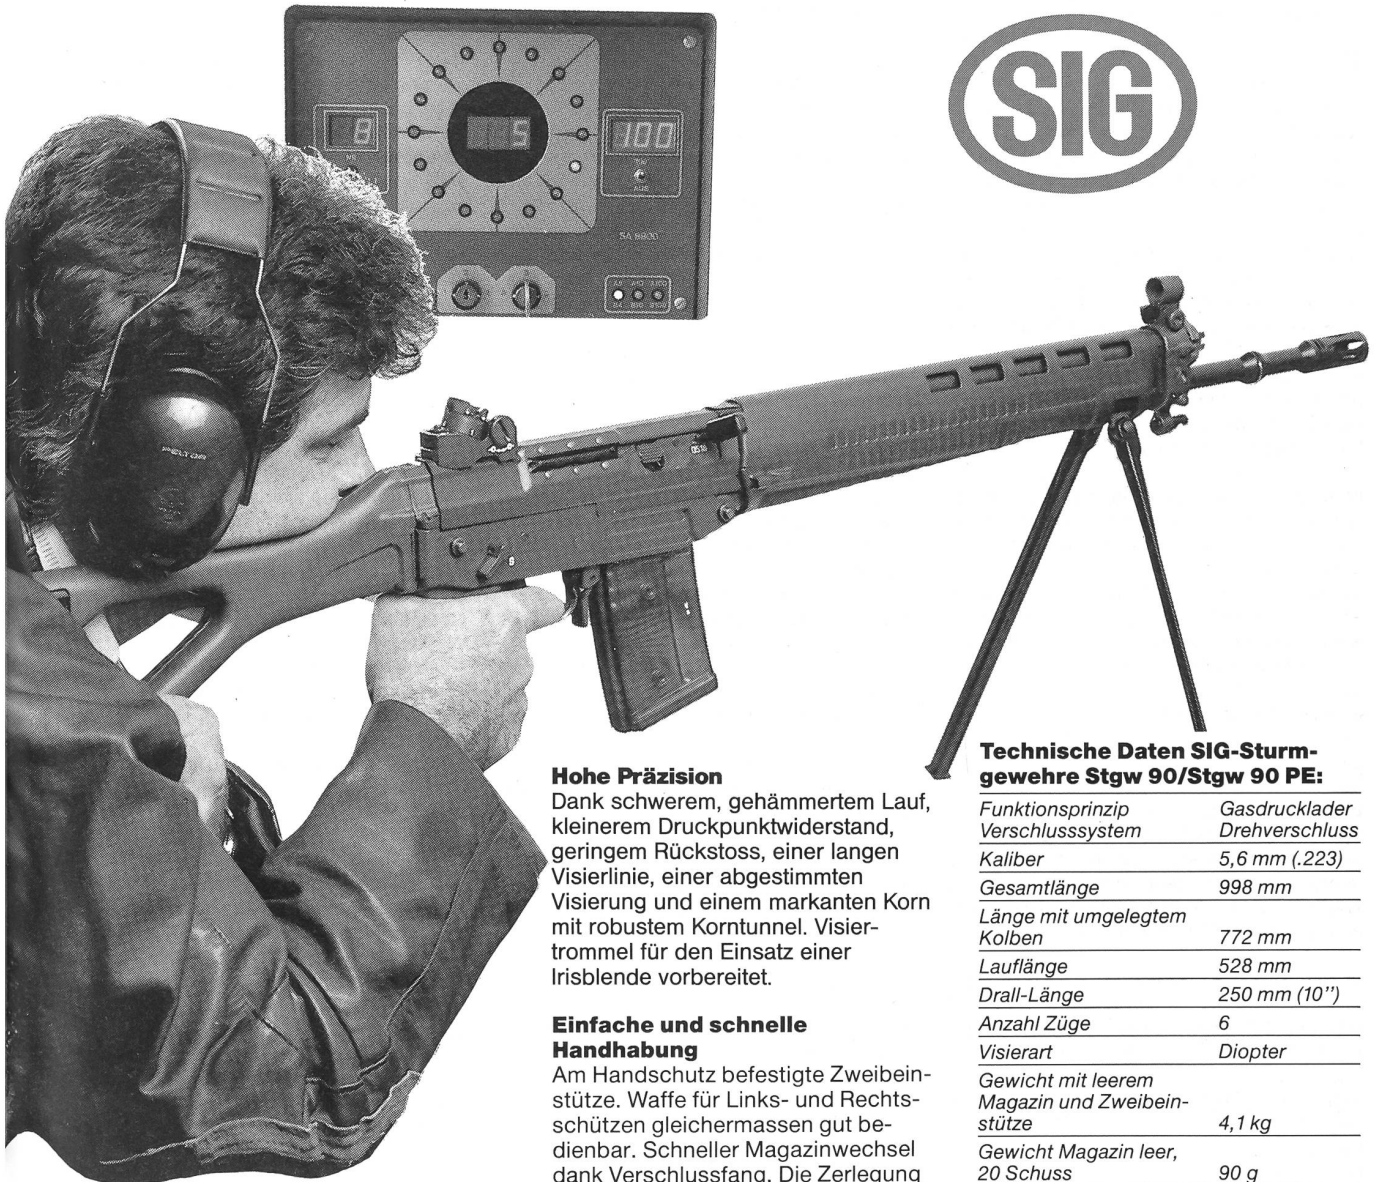 SIG
8
5
100
AUS
SA 8800
PELTOR
S
Hohe Präzision
Dank schwerem, gehämmertem Lauf,
kleinerem Druckpunktwiderstand,
geringem Rückstoss, einer langen
Visierlinie, einer abgestimmten
Visierung und einem markanten Korn
mit robustem Korntunnel. Visier-
trommel für den Einsatz einer
Irisblende vorbereitet.
Einfache und schnelle
Handhabung
Am Handschutz befestigte Zweibein-
stütze. Waffe für Links- und Rechts-
schützen gleichermassen gut be-
dienbar. Schneller Magazinwechsel
dank Verschlussfang. Die Zerlegung
Technische Daten SIG-Sturm-
gewehre Stgw 90/Stgw 90 PE:
Funktionsprinzip Gasdrucklader
Verschlusssystem Drehverschluss
Kaliber 5,6 mm (.223)
Gesamtlänge 998 mm
Länge mit umgelegtem
Kolben 772 mm
Lauflänge 528 mm
Drall-Länge 250 mm (10’’)
Anzahl Züge 6
Visierart Diopter
Gewicht mit leerem
Magazin und Zweibein-
stütze 4,1 kg
Gewicht Magazin leer,
20 Schuss 90 g